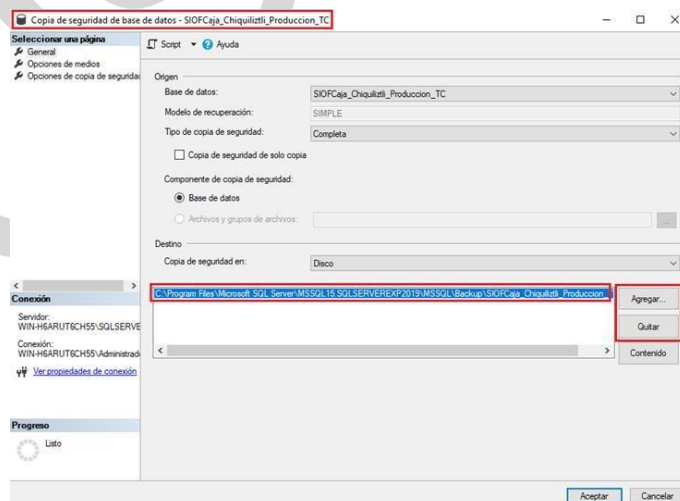 Copia de seguridad de base de datos - SIOFCaja_Chiquiliztli_Produccion_TC
Seleccionar una página
General
Opciones de medios
Opciones de copia de seguridad
Script
Ayuda
Origen
Base de datos:
SIOFCaja_Chiquiliztli_Produccion_TC
Modelo de recuperación:
SIMPLE
Tipo de copia de seguridad:
Completa
Copia de seguridad de solo copia
Componente de copia de seguridad:
Base de datos
Archivos y grupos de archivos:
...
Destino
Copia de seguridad en:
Disco
C:\Program Files\Microsoft SQL Server\MSSQL15.SQLSERVEREXP2019\MSSQL\Backup\SIOFCaja_Chiquiliztli_Produccion_
Agregar...
Quitar
Contenido
Conexión
Servidor:
WIN-H6ARUT6CH55\SQLSERVE
Conexión:
WIN-H6ARUT6CH55\Administrad
Ver propiedades de conexión
Progreso
Listo
Aceptar
Cancelar